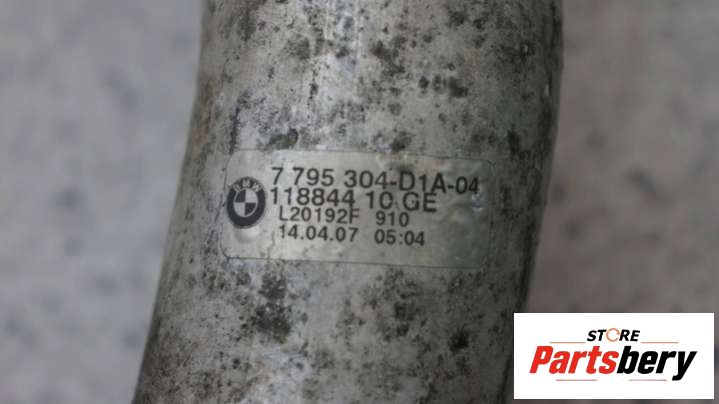 BMW
7 795 304-D1A-04
118844 10 GE
L20192F 910
14.04.07 05:04
STORE
Partsbery